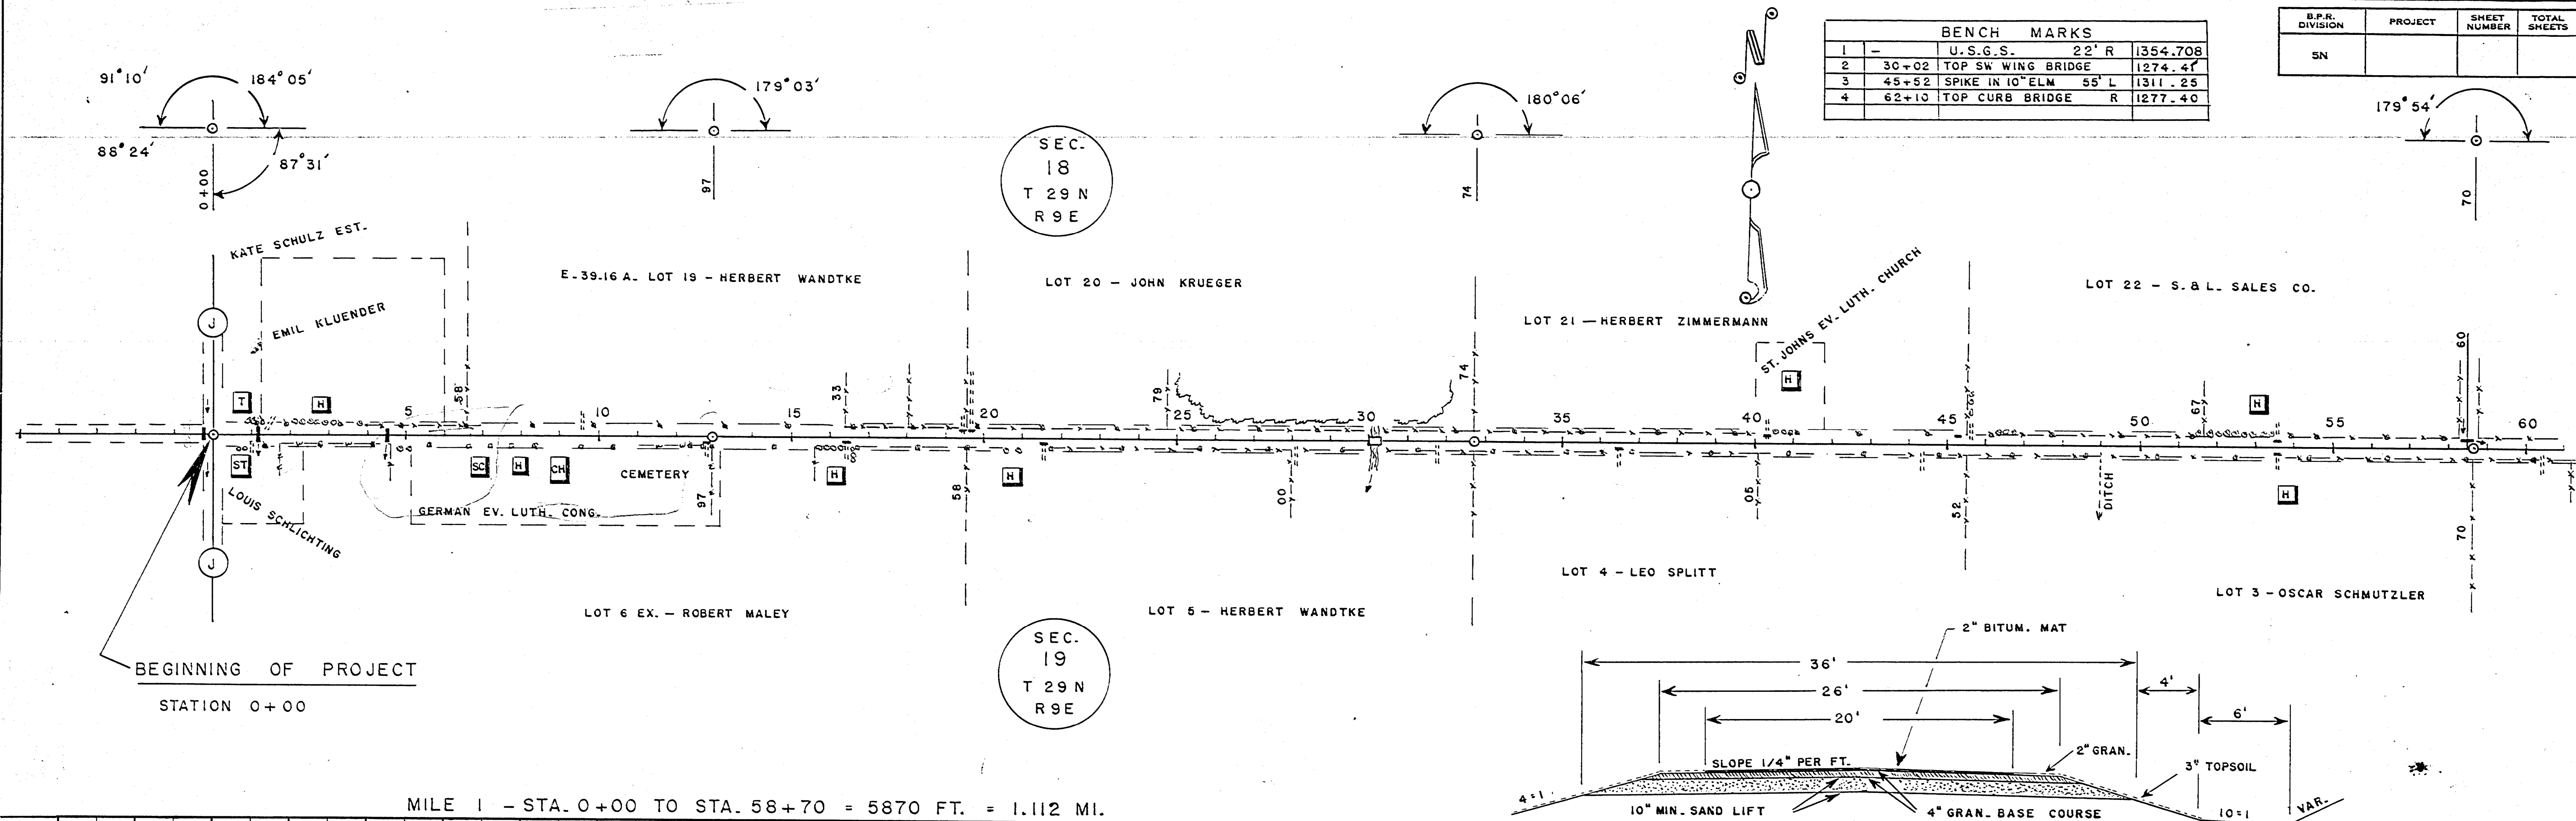 B.P.R. DIVISION PROJECT SHEET NUMBER TOTAL SHEETS
5N
BENCH MARKS
1 - U.S.G.S. 22' R 1354.708
2 30+02 TOP SW WING BRIDGE 1274.41
3 45+52 SPIKE IN 10" ELM 55' L 1311.25
4 62+10 TOP CURB BRIDGE R 1277.40
N
91°10' 184°05'
88°24' 87°31'
0+00
179°03'
97
180°06'
74
179°54'
70
SEC.
18
T 29 N
R 9 E
KATE SCHULZ EST.
EMIL KLUENDER
E-39.16 A. LOT 19 - HERBERT WANDTKE
LOT 20 - JOHN KRUEGER
LOT 21 - HERBERT ZIMMERMANN
ST. JOHNS EV. LUTH. CHURCH
LOT 22 - S. & L. SALES CO.
J
T H 58 33 79 74 H 67 H 60
5 10 15 20 25 30 35 40 45 50 55 60
ST SC H CH CEMETERY H H H
97 58 00 05 52 DITCH 70
LOUIS SCHLICHTING
GERMAN EV. LUTH. CONG.
J
LOT 6 EX. - ROBERT MALEY
LOT 5 - HERBERT WANDTKE
LOT 4 - LEO SPLITT
LOT 3 - OSCAR SCHMUTZLER
SEC.
19
T 29 N
R 9 E
BEGINNING OF PROJECT
STATION 0+00
2" BITUM. MAT
36'
26' 4'
20' 6'
SLOPE 1/4" PER FT. 2" GRAN.
3" TOPSOIL
4=1 10" MIN. SAND LIFT 4" GRAN. BASE COURSE 10=1 VAR.
MILE 1 - STA. 0+00 TO STA. 58+70 = 5870 FT. = 1.112 MI.